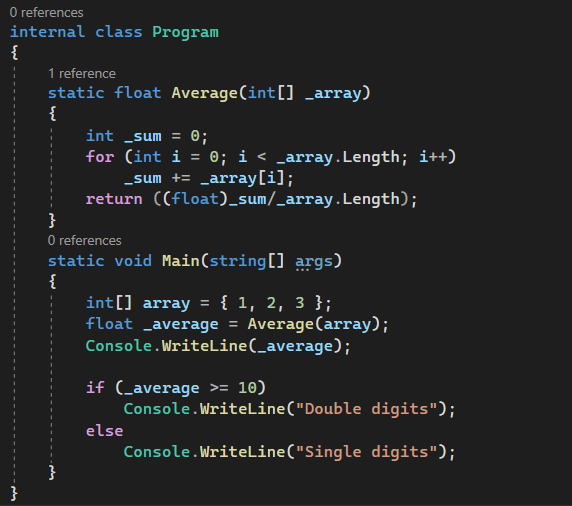 0 references
internal class Program
{
1 reference
static float Average(int[] _array)
{
int _sum = 0;
for (int i = 0; i < _array.Length; i++)
_sum += _array[i];
return ((float)_sum/_array.Length);
}
0 references
static void Main(string[] args)
{
int[] array = { 1, 2, 3 };
float _average = Average(array);
Console.WriteLine(_average);
if (_average >= 10)
Console.WriteLine("Double digits");
else
Console.WriteLine("Single digits");
}
}